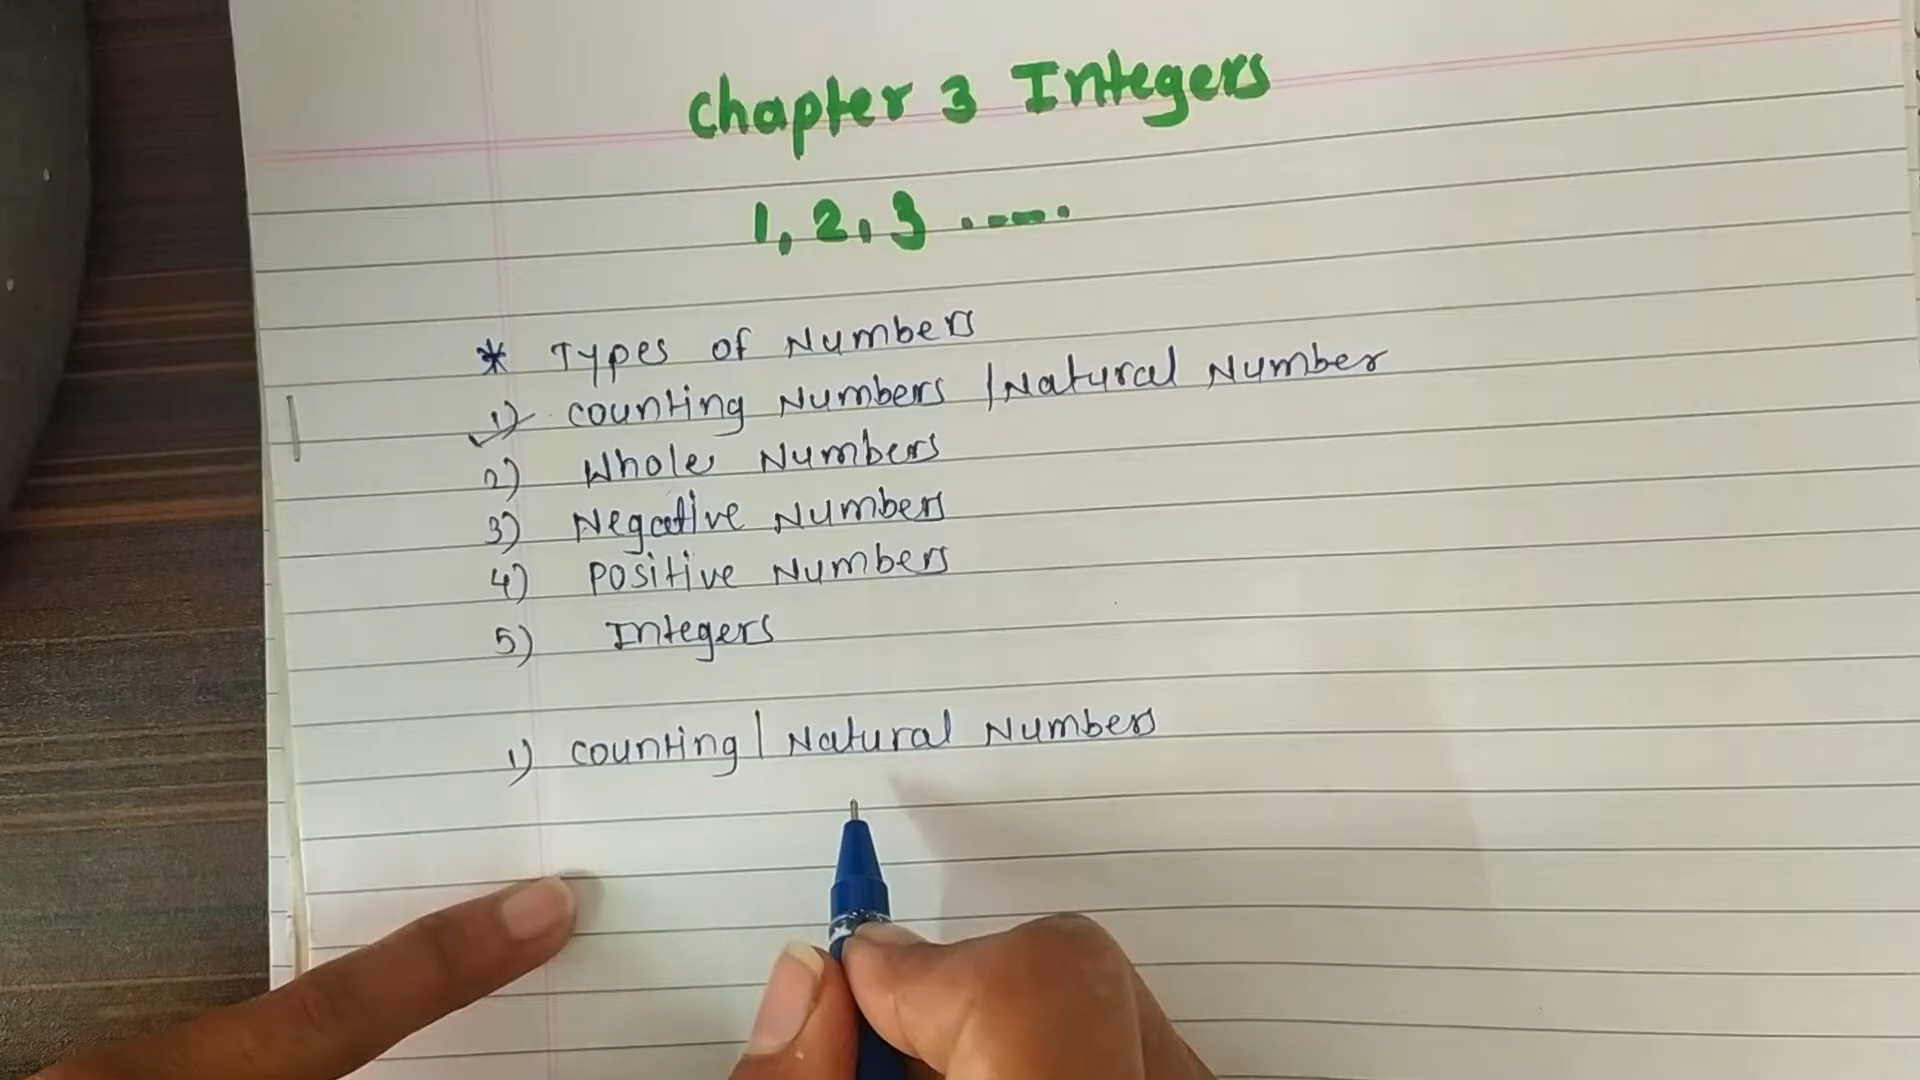 Chapter 3 Integers
1, 2, 3 .....
* Types of Numbers
1) Counting Numbers / Natural Number
2) Whole Numbers
3) Negative Numbers
4) Positive Numbers
5) Integers
1) Counting | Natural Numbers